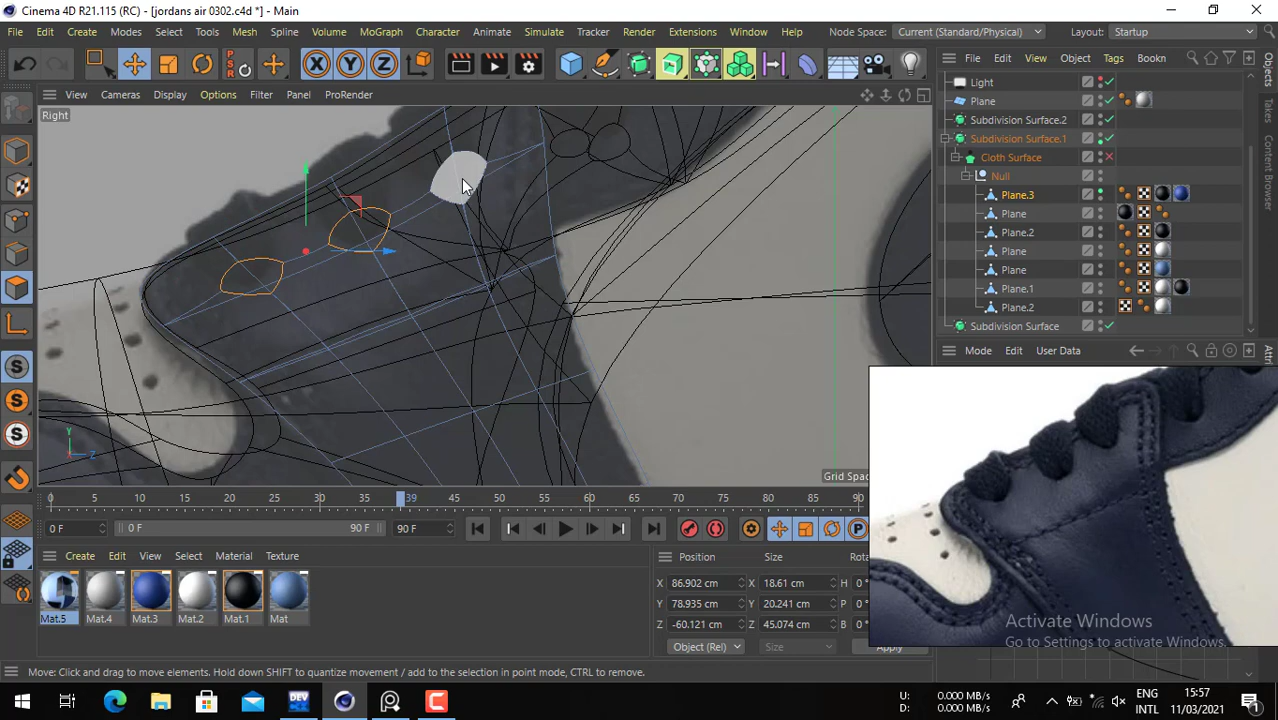 Cinema 4D R21.115 (RC) - [jordans air 0302.c4d *] - Main
File Edit Create Modes Select Tools Mesh Spline Volume MoGraph Character Animate Simulate Tracker Render Extensions Window Help Node Space: Current (Standard/Physical) Layout: Startup
PSR
0
X Y Z
View Cameras Display Options Filter Panel ProRender
File Edit View Object Tags Bookn
Right
Light
Plane
Subdivision Surface.2
Subdivision Surface.1
Cloth Surface
Null
Plane.3
Plane
Plane.2
Plane
Plane
Plane.1
Plane.2
Subdivision Surface
Objects
Takes
Content Browser
Attri
Mode Edit User Data
Y
X Z
Grid Spac
0 5 10 15 20 25 30 35 39 45 50 55 60 65 70 75 80 85 90
0 F 0 F 90 F 90 F
P
Create Edit View Select Material Texture
Mat.5 Mat.4 Mat.3 Mat.2 Mat.1 Mat
Position Size Rota
X 86.902 cm X 18.61 cm H 0 °
Y 78.935 cm Y 20.241 cm P 0 °
Z -60.121 cm Z 45.074 cm B 0 °
Object (Rel) Size Apply
Activate Windows
Go to Settings to activate Windows.
Move: Click and drag to move elements. Hold down SHIFT to quantize movement / add to the selection in point mode, CTRL to remove.
DEV
U: 0.000 MB/s
D: 0.000 MB/s
ENG
INTL
15:57
11/03/2021
1